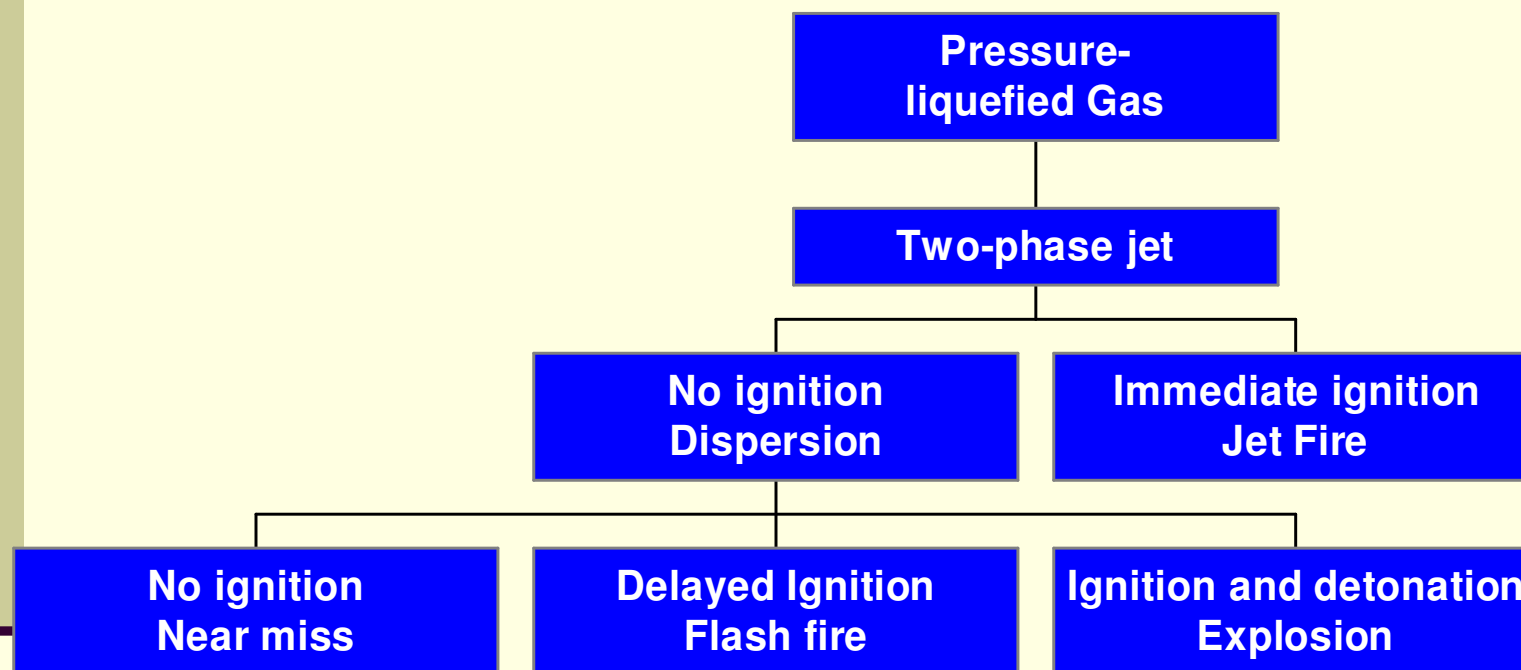 Pressure-
liquefied Gas
Two-phase jet
No ignition
Dispersion
Immediate ignition
Jet Fire
No ignition
Near miss
Delayed Ignition
Flash fire
Ignition and detonation
Explosion